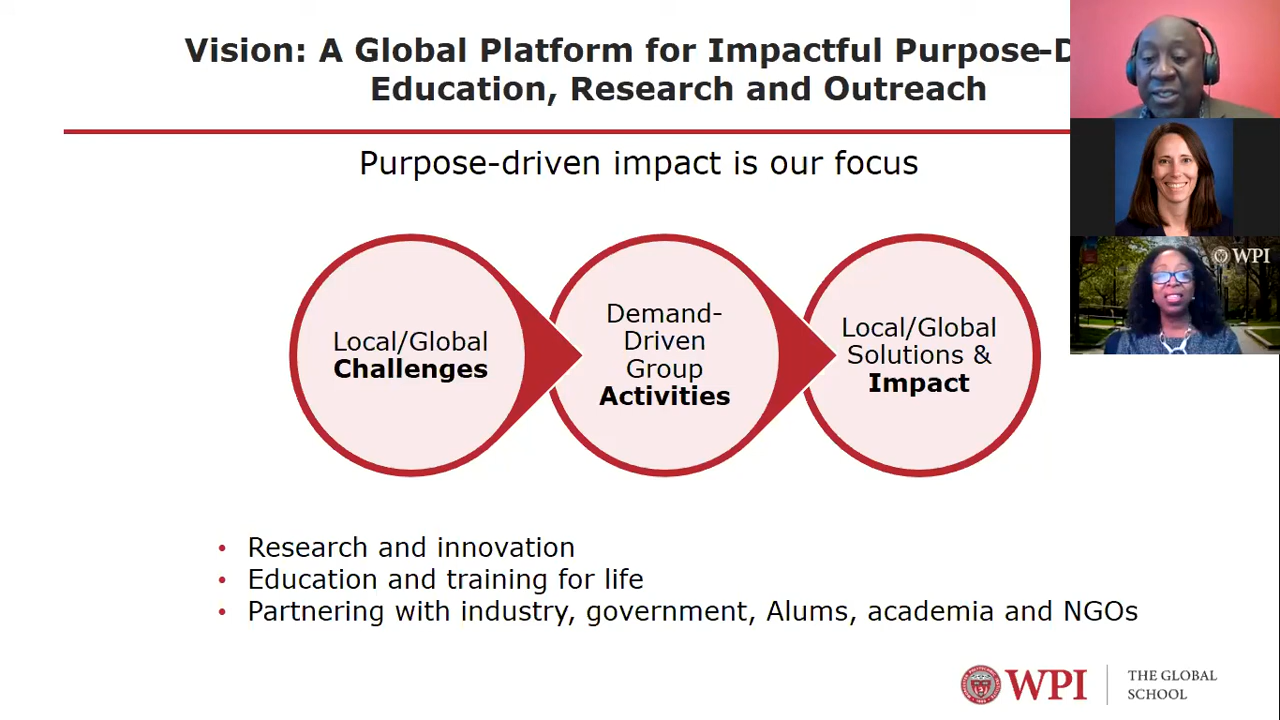 Vision: A Global Platform for Impactful Purpose-D
Education, Research and Outreach
Purpose-driven impact is our focus
Local/Global
Challenges
Demand-
Driven
Group
Activities
Local/Global
Solutions &
Impact
WPI
• Research and innovation
• Education and training for life
• Partnering with industry, government, Alums, academia and NGOs
WPI
THE GLOBAL
SCHOOL